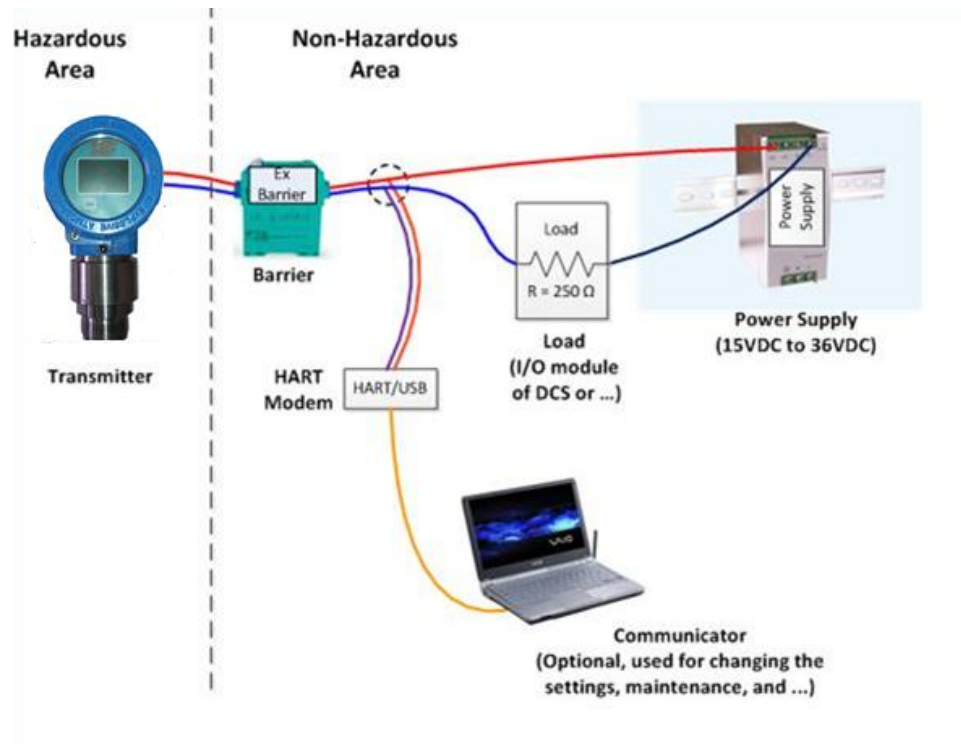 Hazardous
Area
Non-Hazardous
Area
Ex
Barrier
Barrier
Transmitter
Load
R = 250 Ω
Load
(I/O module
of DCS or ...)
Power
Supply
Power Supply
(15VDC to 36VDC)
HART
Modem
HART/USB
VAIO
Communicator
(Optional, used for changing the
settings, maintenance, and ...)